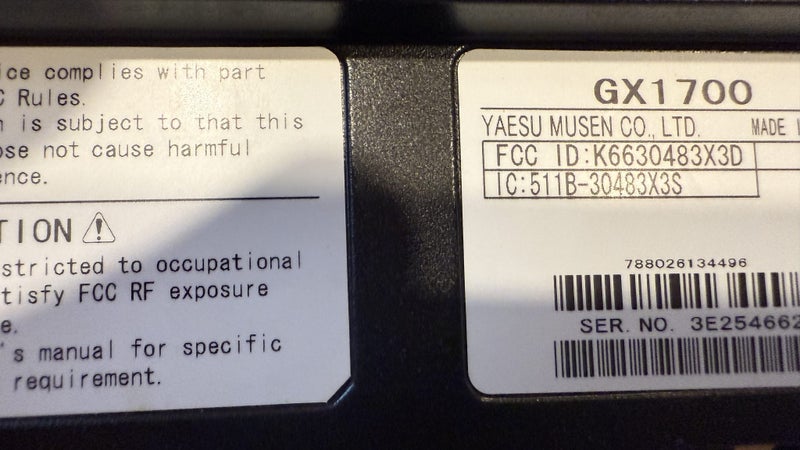 ice complies with part
C Rules.
n is subject to that this
ose not cause harmful
ence.
TION
stricted to occupational
tisfy FCC RF exposure
e.
's manual for specific
requirement.
GX1700
YAESU MUSEN CO., LTD. MADE
FCC ID:K6630483X3D
IC:511B-30483X3S
788026134496
SER. NO. 3E254662